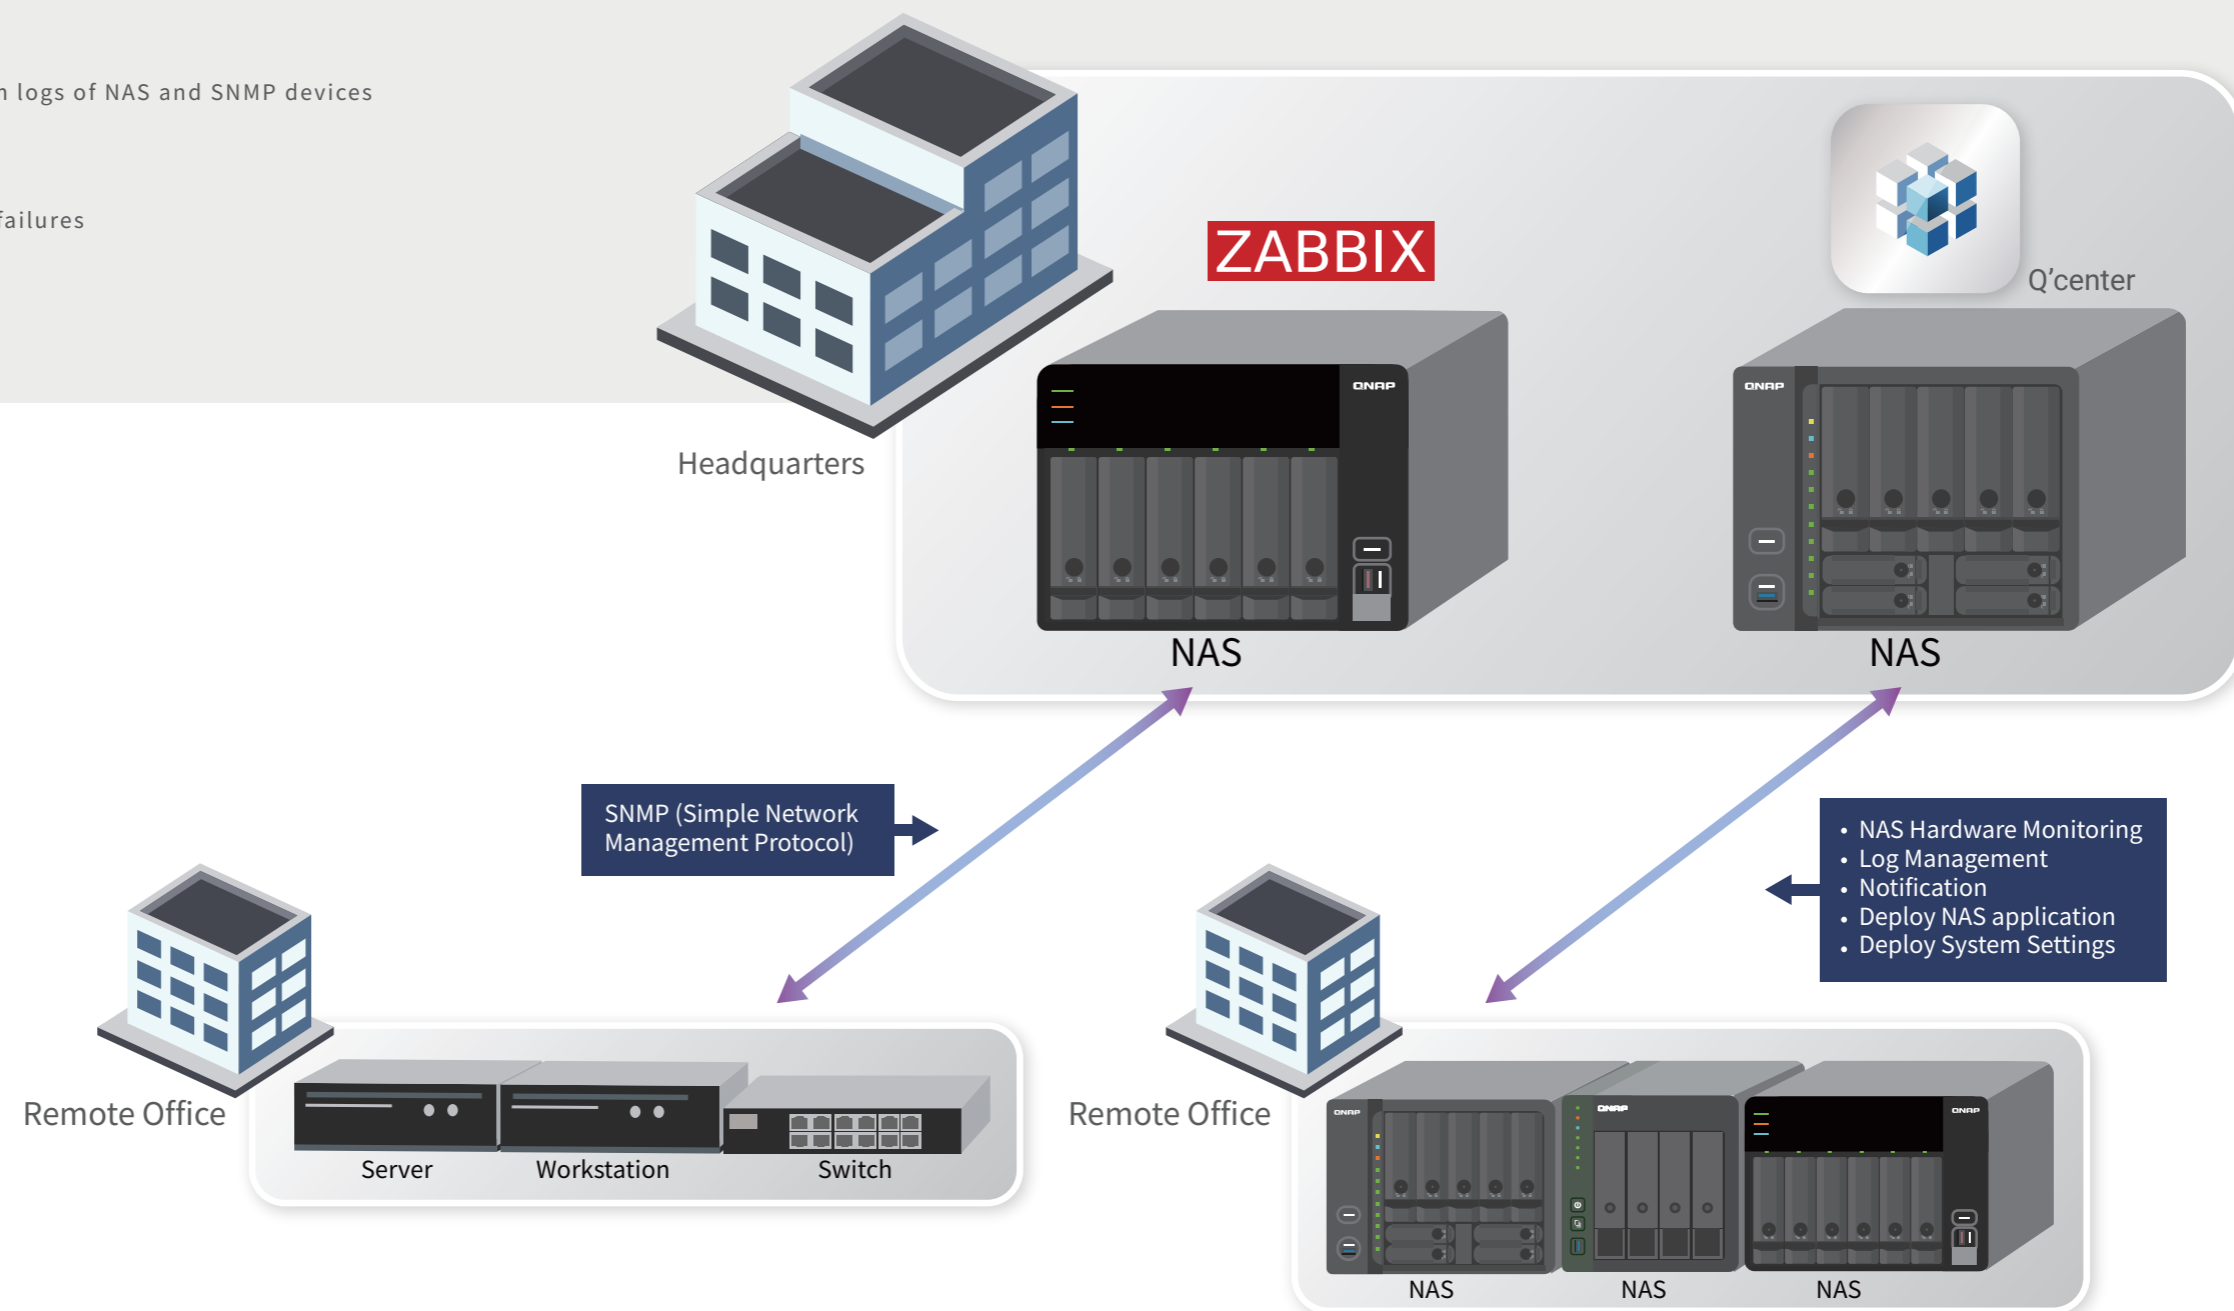 logs of NAS and SNMP devices
failures
ZABBIX
Q'center
QNAP
QNAP
Headquarters
NAS
NAS
SNMP (Simple Network
Management Protocol)
• NAS Hardware Monitoring
• Log Management
• Notification
• Deploy NAS application
• Deploy System Settings
Remote Office
Server
Workstation
Switch
Remote Office
QNAP
QNAP
QNAP
NAS
NAS
NAS